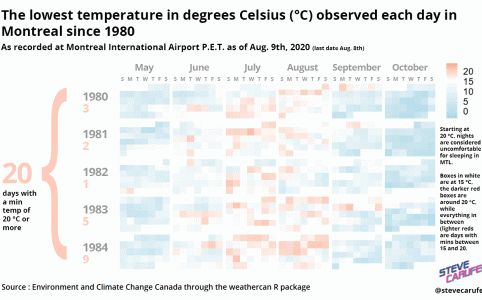 The lowest temperature in degrees Celsius (°C) observed each day in
Montreal since 1980
As recorded at Montreal International Airport P.E.T. as of Aug. 9th, 2020 (last date Aug. 8th)
May June July August September October
S M T W T F S S M T W T F S S M T W T F S S M T W T F S S M T W T F S S M T W T F S
20
15
10
5
0
1980
3
1981
2
1982
1
1983
5
1984
9
20
days with
a min
temp of
20 °C or
more
Starting at
20 °C, nights
are considered
uncomfortable
for sleeping in
MTL.
Boxes in white
are at 15 °C,
the darker red
boxes are
around 20 °C,
while
everything in
between
(lighter reds
are days with
mins between
15 and 20.
STEVE
CARUFEL
Source : Environment and Climate Change Canada through the weathercan R package
@stevecarufel